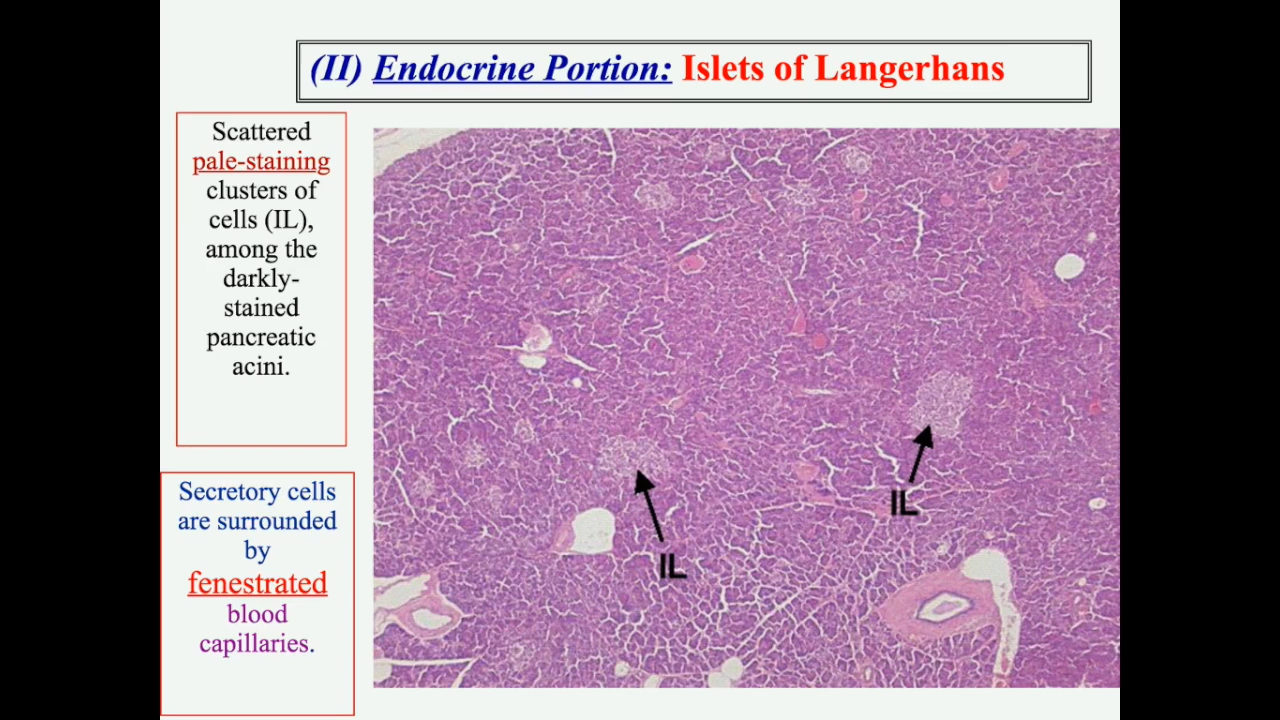 (II) Endocrine Portion: Islets of Langerhans
Scattered
pale-staining
clusters of
cells (IL),
among the
darkly-
stained
pancreatic
acini.
Secretory cells
are surrounded
by
fenestrated
blood
capillaries.
IL
IL